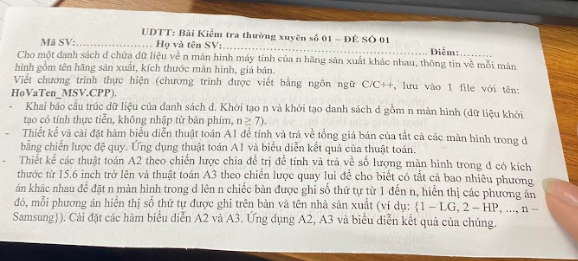 UDTT: Bài Kiểm tra thường xuyên số 01 – ĐỀ SỐ 01
Mã SV:.................... Họ và tên SV:.................................................... Điểm:..........
Cho một danh sách d chứa dữ liệu về n màn hình máy tính của n hãng sản xuất khác nhau, thông tin về mỗi màn
hình gồm tên hãng sản xuất, kích thước màn hình, giá bán.
Viết chương trình thực hiện (chương trình được viết bằng ngôn ngữ C/C++, lưu vào 1 file với tên:
HoVaTen_MSV.CPP).
- Khai báo cấu trúc dữ liệu của danh sách d. Khởi tạo n và khởi tạo danh sách d gồm n màn hình (dữ liệu khởi
tạo có tính thực tiễn, không nhập từ bàn phím, n ≥ 7).
- Thiết kế và cài đặt hàm biểu diễn thuật toán A1 để tính và trả về tổng giá bán của tất cả các màn hình trong d
bằng chiến lược đệ quy. Ứng dụng thuật toán A1 và biểu diễn kết quả của thuật toán.
- Thiết kế các thuật toán A2 theo chiến lược chia để trị để tính và trả về số lượng màn hình trong d có kích
thước từ 15.6 inch trở lên và thuật toán A3 theo chiến lược quay lui để cho biết có tất cả bao nhiêu phương
án khác nhau để đặt n màn hình trong d lên n chiếc bàn được ghi số thứ tự từ 1 đến n, hiển thị các phương án
đó, mỗi phương án hiển thị số thứ tự được ghi trên bàn và tên nhà sản xuất (ví dụ: {1 – LG, 2 – HP, ..., n –
Samsung}). Cài đặt các hàm biểu diễn A2 và A3. Ứng dụng A2, A3 và biểu diễn kết quả của chúng.